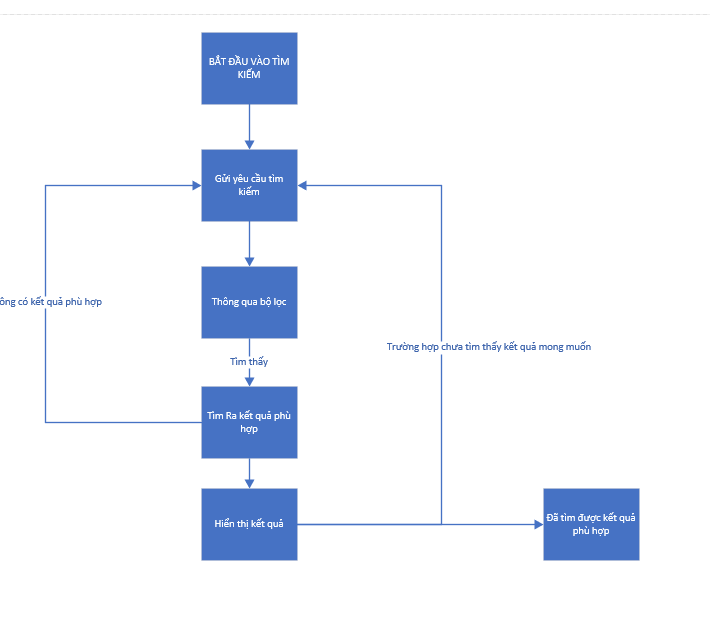 BẮT ĐẦU VÀO TÌM
KIẾM
Gửi yêu cầu tìm
kiếm
Thông qua bộ lọc
có kết quả phù hợp
Trường hợp chưa tìm thấy kết quả mong muốn
Tìm thấy
Tìm Ra kết quả phù
hợp
Hiển thị kết quả
Đã tìm được kết quả
phù hợp